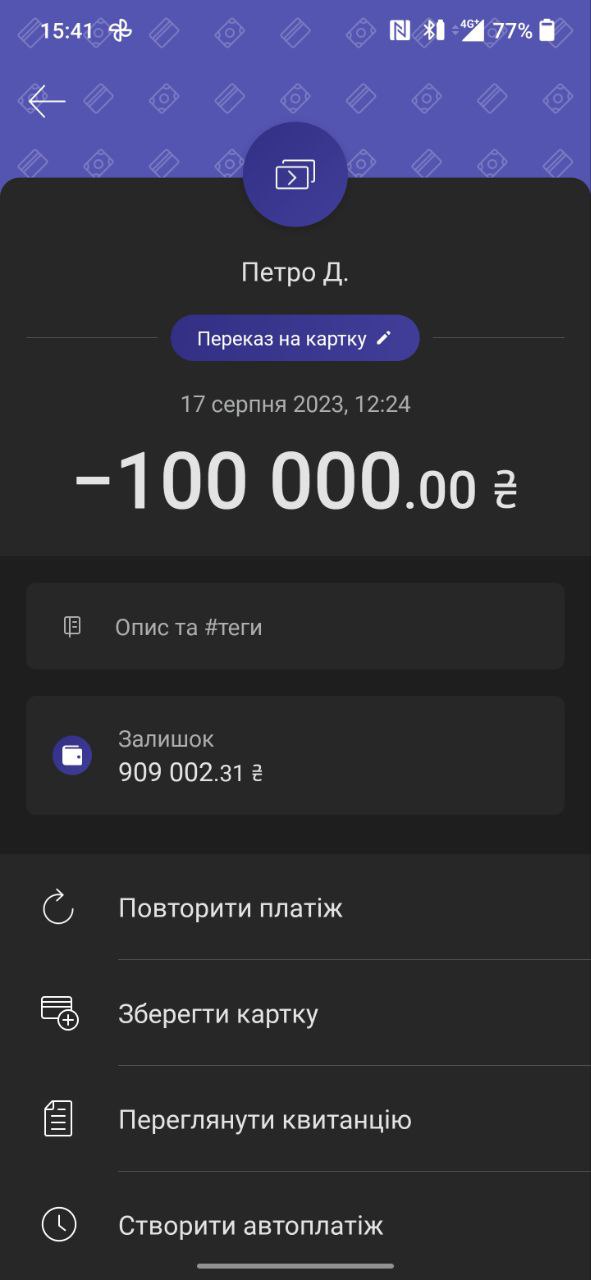 15:41 4G+ 77%
Петро Д.
Переказ на картку
17 серпня 2023, 12:24
−100 000.00 ₴
Опис та #теги
Залишок
909 002.31 ₴
Повторити платіж
Зберегти картку
Переглянути квитанцію
Створити автоплатіж